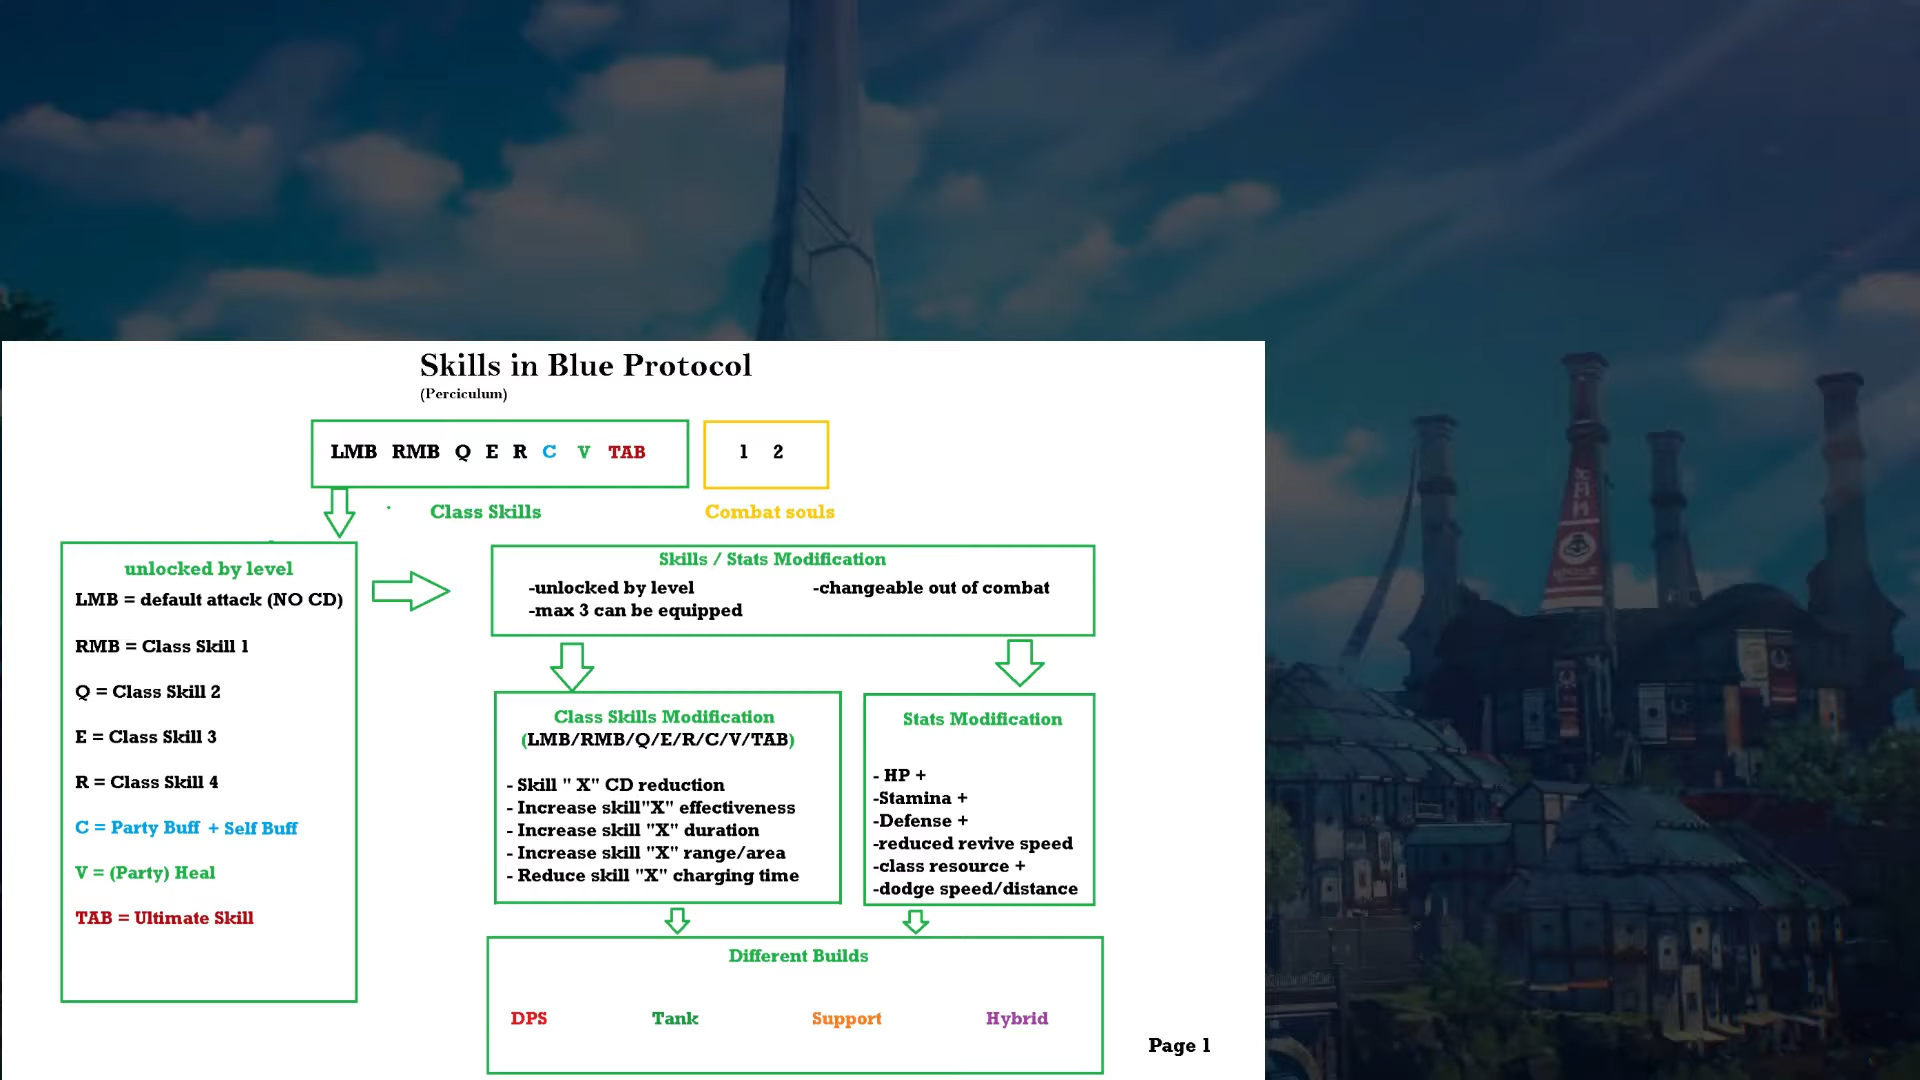 Skills in Blue Protocol
(Perciculum)
LMB RMB Q E R C V TAB
1 2
Class Skills
Combat souls
unlocked by level
LMB = default attack (NO CD)
RMB = Class Skill 1
Q = Class Skill 2
E = Class Skill 3
R = Class Skill 4
C = Party Buff + Self Buff
V = (Party) Heal
TAB = Ultimate Skill
Skills / Stats Modification
-unlocked by level
-changeable out of combat
-max 3 can be equipped
Class Skills Modification
(LMB/RMB/Q/E/R/C/V/TAB)
- Skill " X" CD reduction
- Increase skill"X" effectiveness
- Increase skill "X" duration
- Increase skill "X" range/area
- Reduce skill "X" charging time
Stats Modification
- HP +
-Stamina +
-Defense +
-reduced revive speed
-class resource +
-dodge speed/distance
Different Builds
DPS Tank Support Hybrid
Page 1